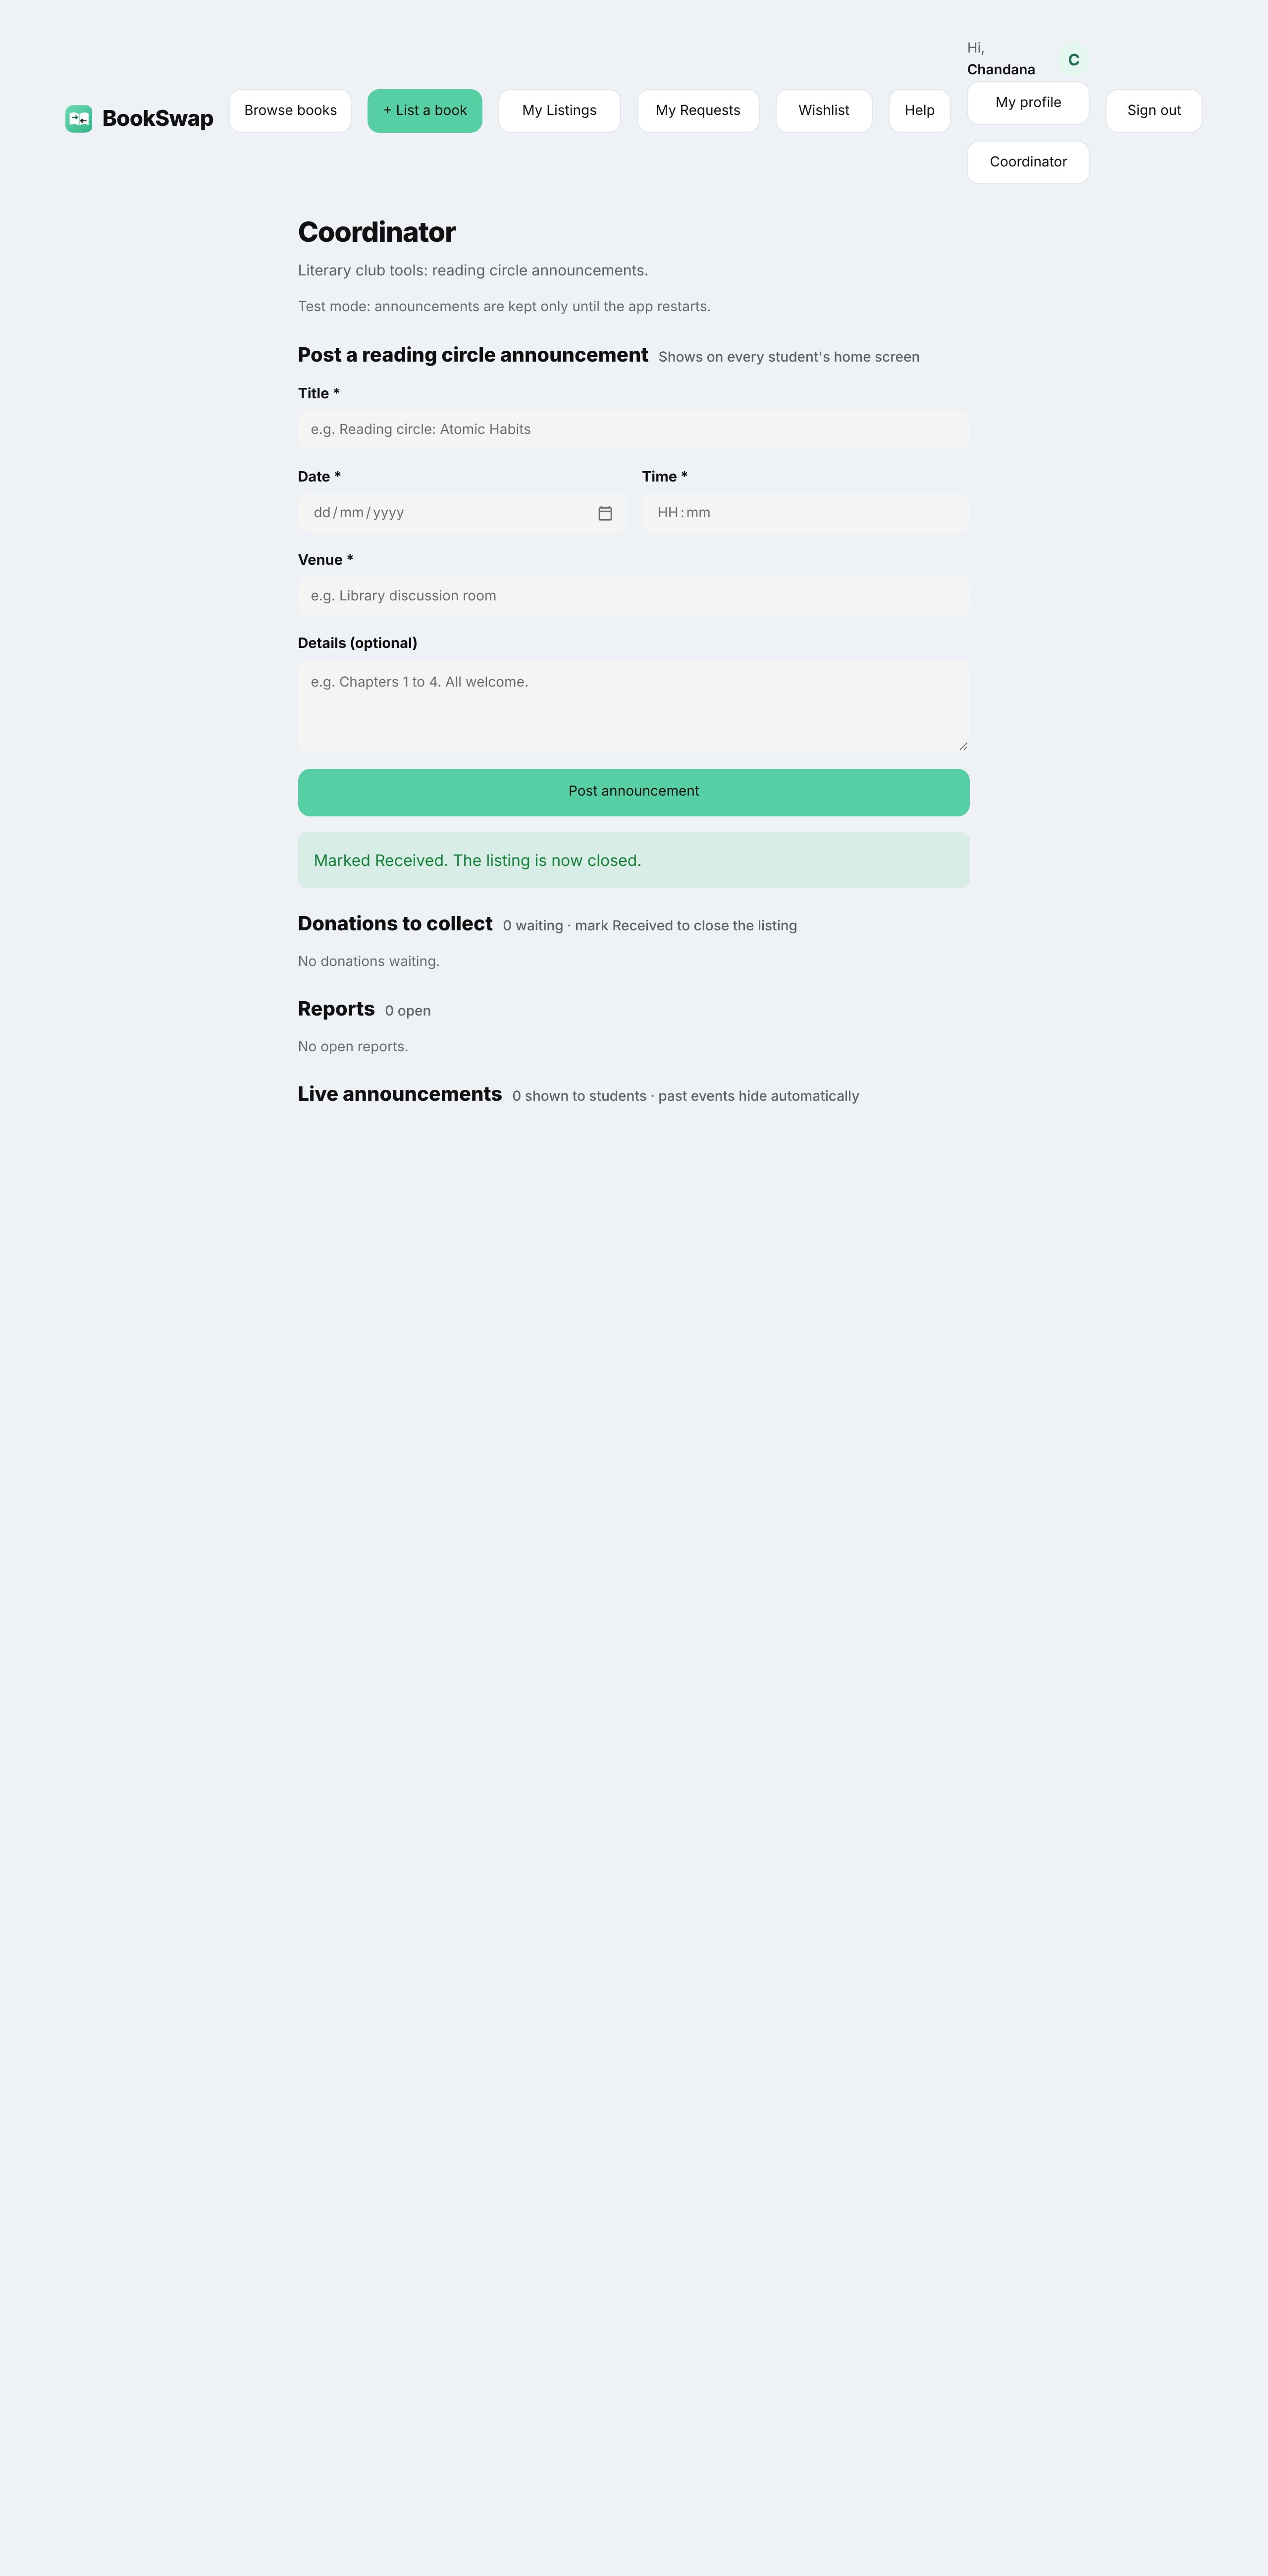 Hi,
Chandana
C
BookSwap
Browse books
+ List a book
My Listings
My Requests
Wishlist
Help
My profile
Sign out
Coordinator
Coordinator
Literary club tools: reading circle announcements.
Test mode: announcements are kept only until the app restarts.
Post a reading circle announcement Shows on every student's home screen
Title *
e.g. Reading circle: Atomic Habits
Date *
Time *
dd/mm/yyyy
HH:mm
Venue *
e.g. Library discussion room
Details (optional)
e.g. Chapters 1 to 4. All welcome.
Post announcement
Marked Received. The listing is now closed.
Donations to collect 0 waiting · mark Received to close the listing
No donations waiting.
Reports 0 open
No open reports.
Live announcements 0 shown to students · past events hide automatically